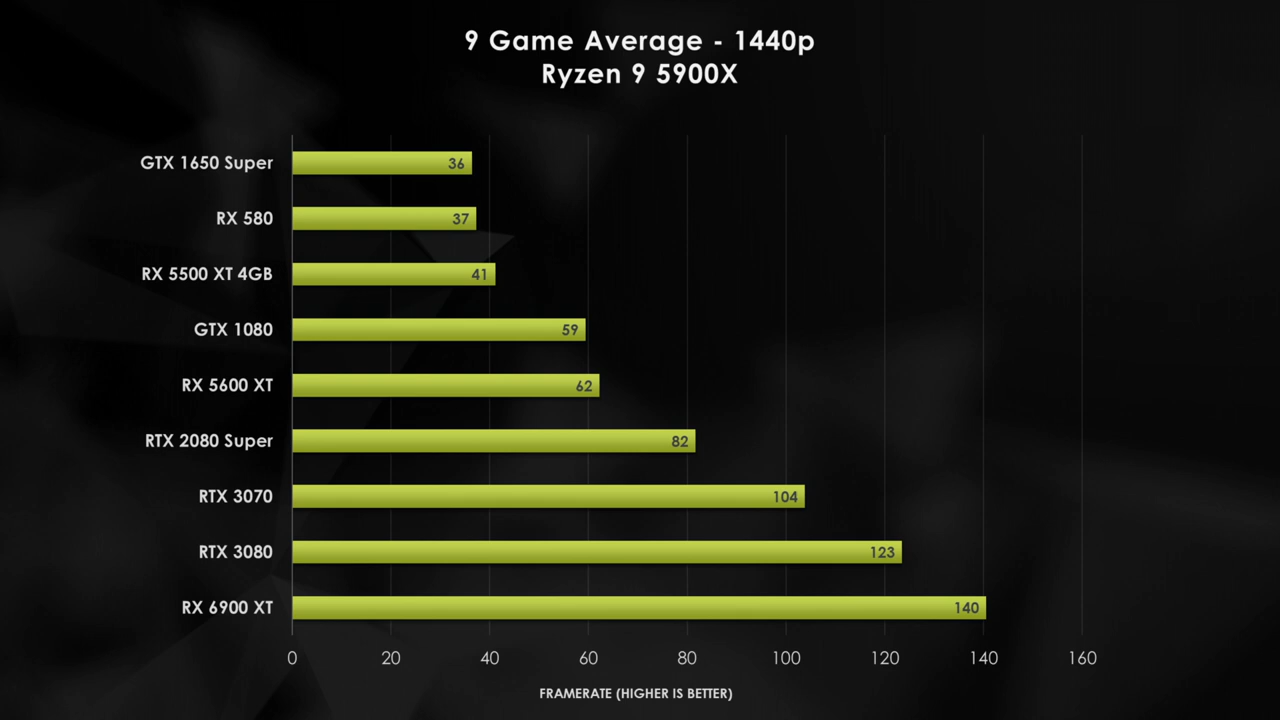 9 Game Average - 1440p
Ryzen 9 5900X
GTX 1650 Super 36
RX 580 37
RX 5500 XT 4GB 41
GTX 1080 59
RX 5600 XT 62
RTX 2080 Super 82
RTX 3070 104
RTX 3080 123
RX 6900 XT 140
0 20 40 60 80 100 120 140 160
FRAMERATE (HIGHER IS BETTER)